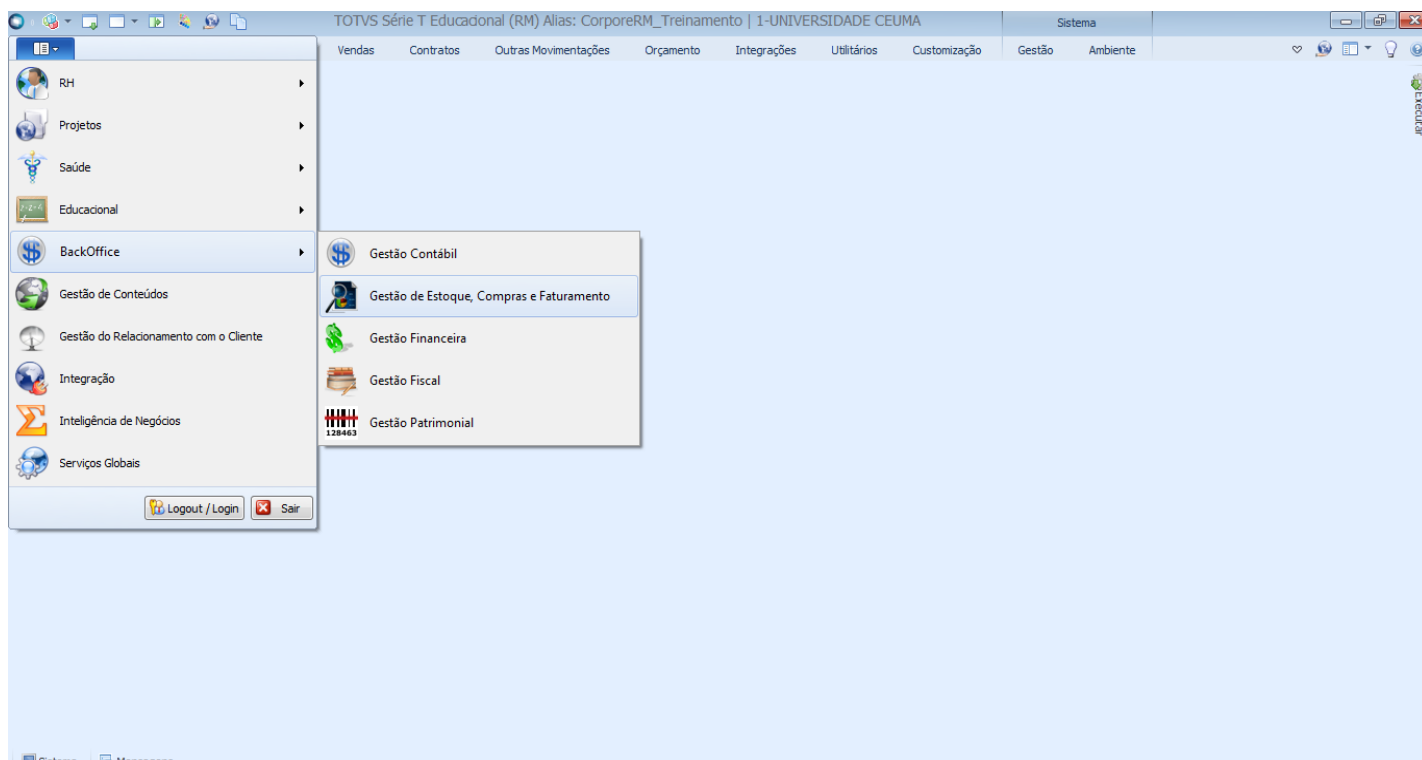 TOTVS Série T Educacional (RM) Alias: CorporeRM_Treinamento | 1-UNIVERSIDADE CEUMA
Sistema
Vendas Contratos Outras Movimentações Orçamento Integrações Utilitários Customização Gestão Ambiente
Executar
RH
Projetos
Saúde
Educacional
BackOffice
Gestão de Conteúdos
Gestão do Relacionamento com o Cliente
Integração
Inteligência de Negócios
Serviços Globais
Logout / Login Sair
Gestão Contábil
Gestão de Estoque, Compras e Faturamento
Gestão Financeira
Gestão Fiscal
128463
Gestão Patrimonial